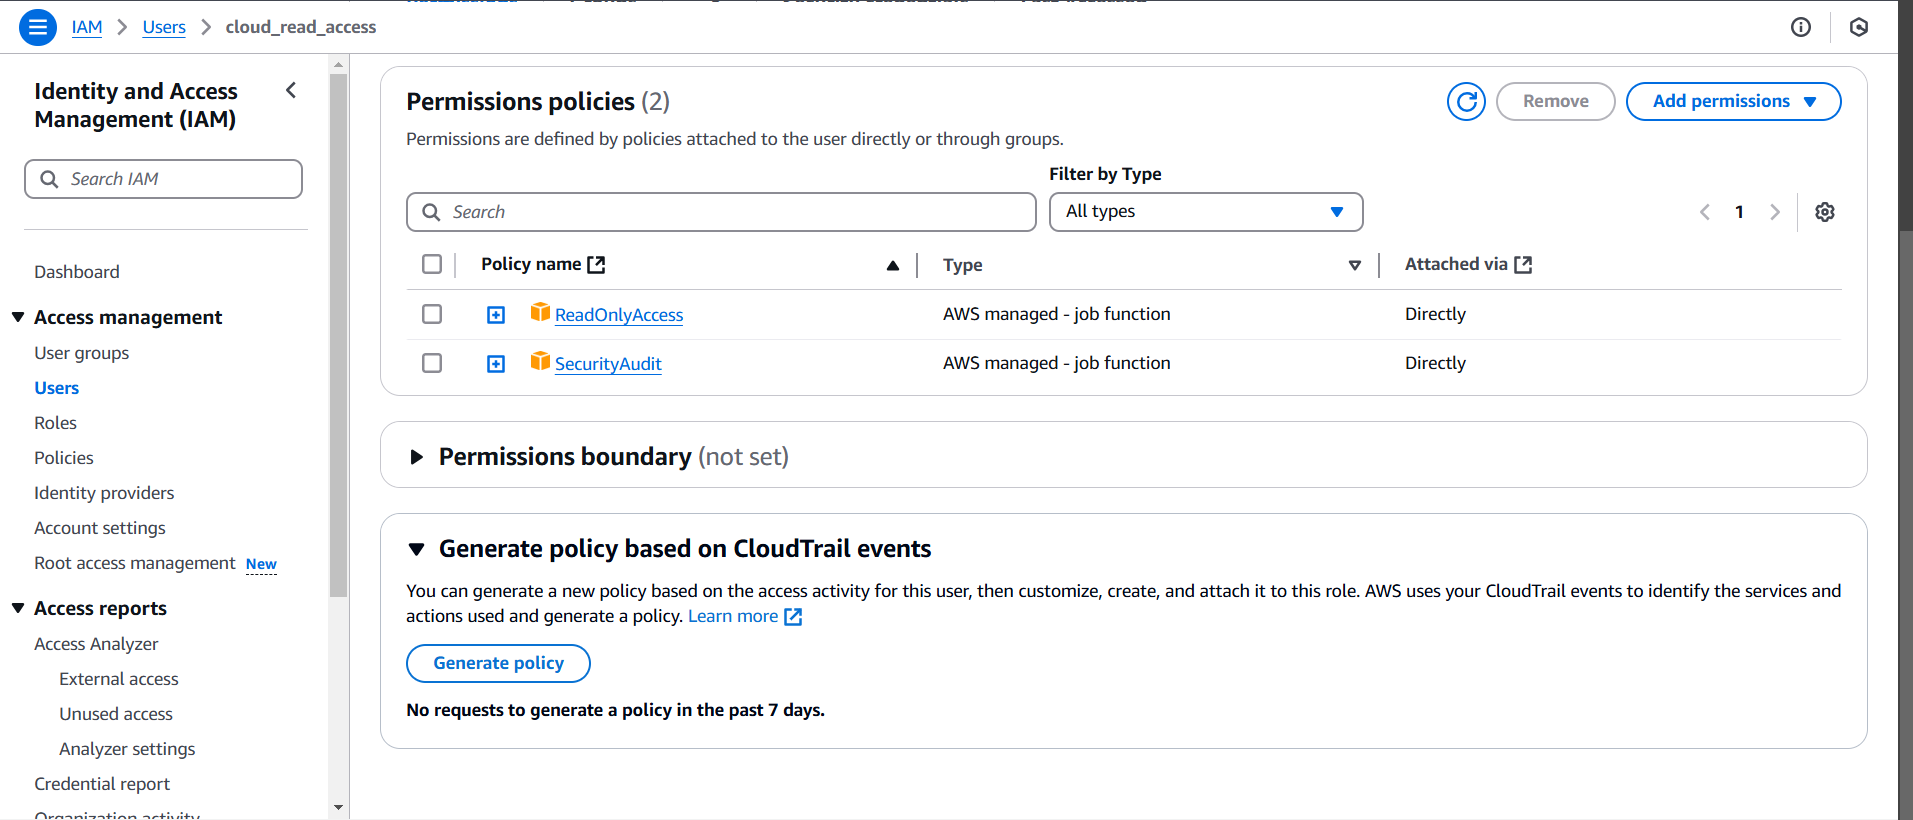 IAM > Users > cloud_read_access
Identity and Access
Management (IAM)
Search IAM
Dashboard
Access management
User groups
Users
Roles
Policies
Identity providers
Account settings
Root access management New
Access reports
Access Analyzer
External access
Unused access
Analyzer settings
Credential report
Organization activity
Permissions policies (2)
Remove
Add permissions
Permissions are defined by policies attached to the user directly or through groups.
Filter by Type
Search
All types
1
Policy name
Type
Attached via
ReadOnlyAccess
AWS managed - job function
Directly
SecurityAudit
AWS managed - job function
Directly
Permissions boundary (not set)
Generate policy based on CloudTrail events
You can generate a new policy based on the access activity for this user, then customize, create, and attach it to this role. AWS uses your CloudTrail events to identify the services and
actions used and generate a policy. Learn more
Generate policy
No requests to generate a policy in the past 7 days.